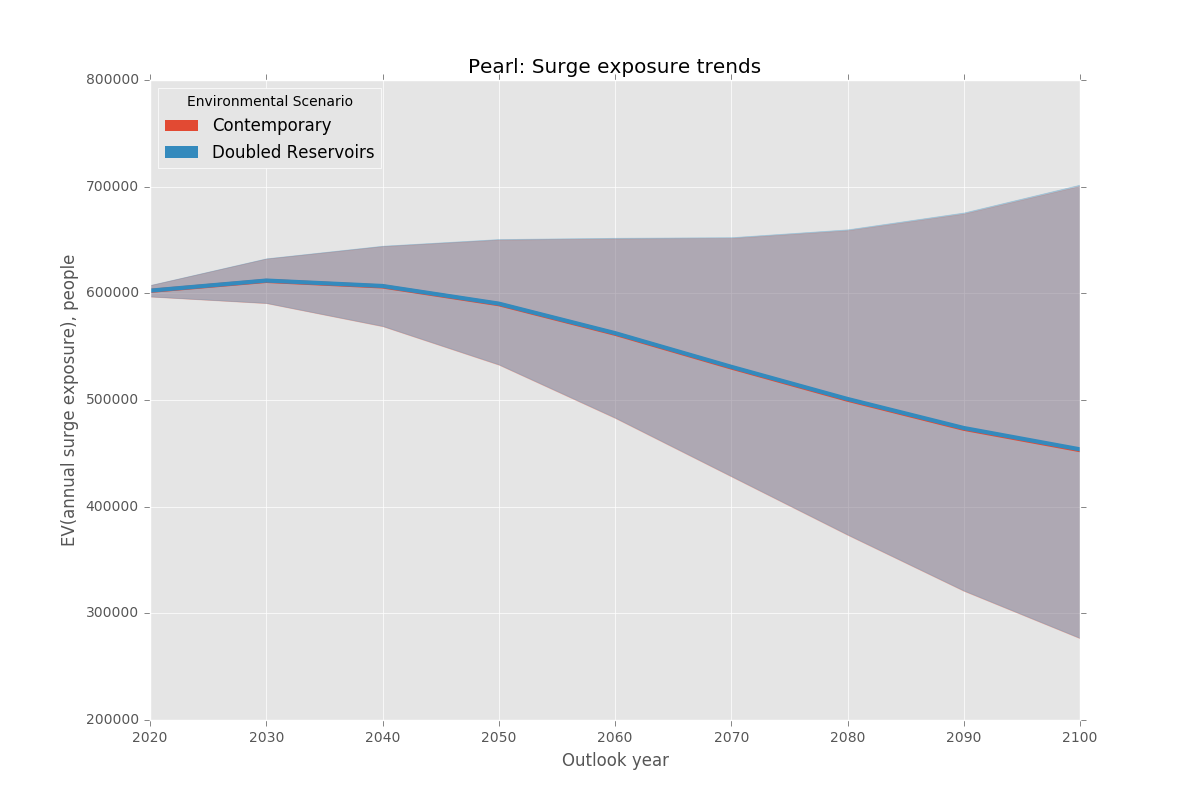 Pearl: Surge exposure trends
800000
700000
600000
500000
400000
300000
200000
EV(annual surge exposure), people
Environmental Scenario
Contemporary
Doubled Reservoirs
2020 2030 2040 2050 2060 2070 2080 2090 2100
Outlook year